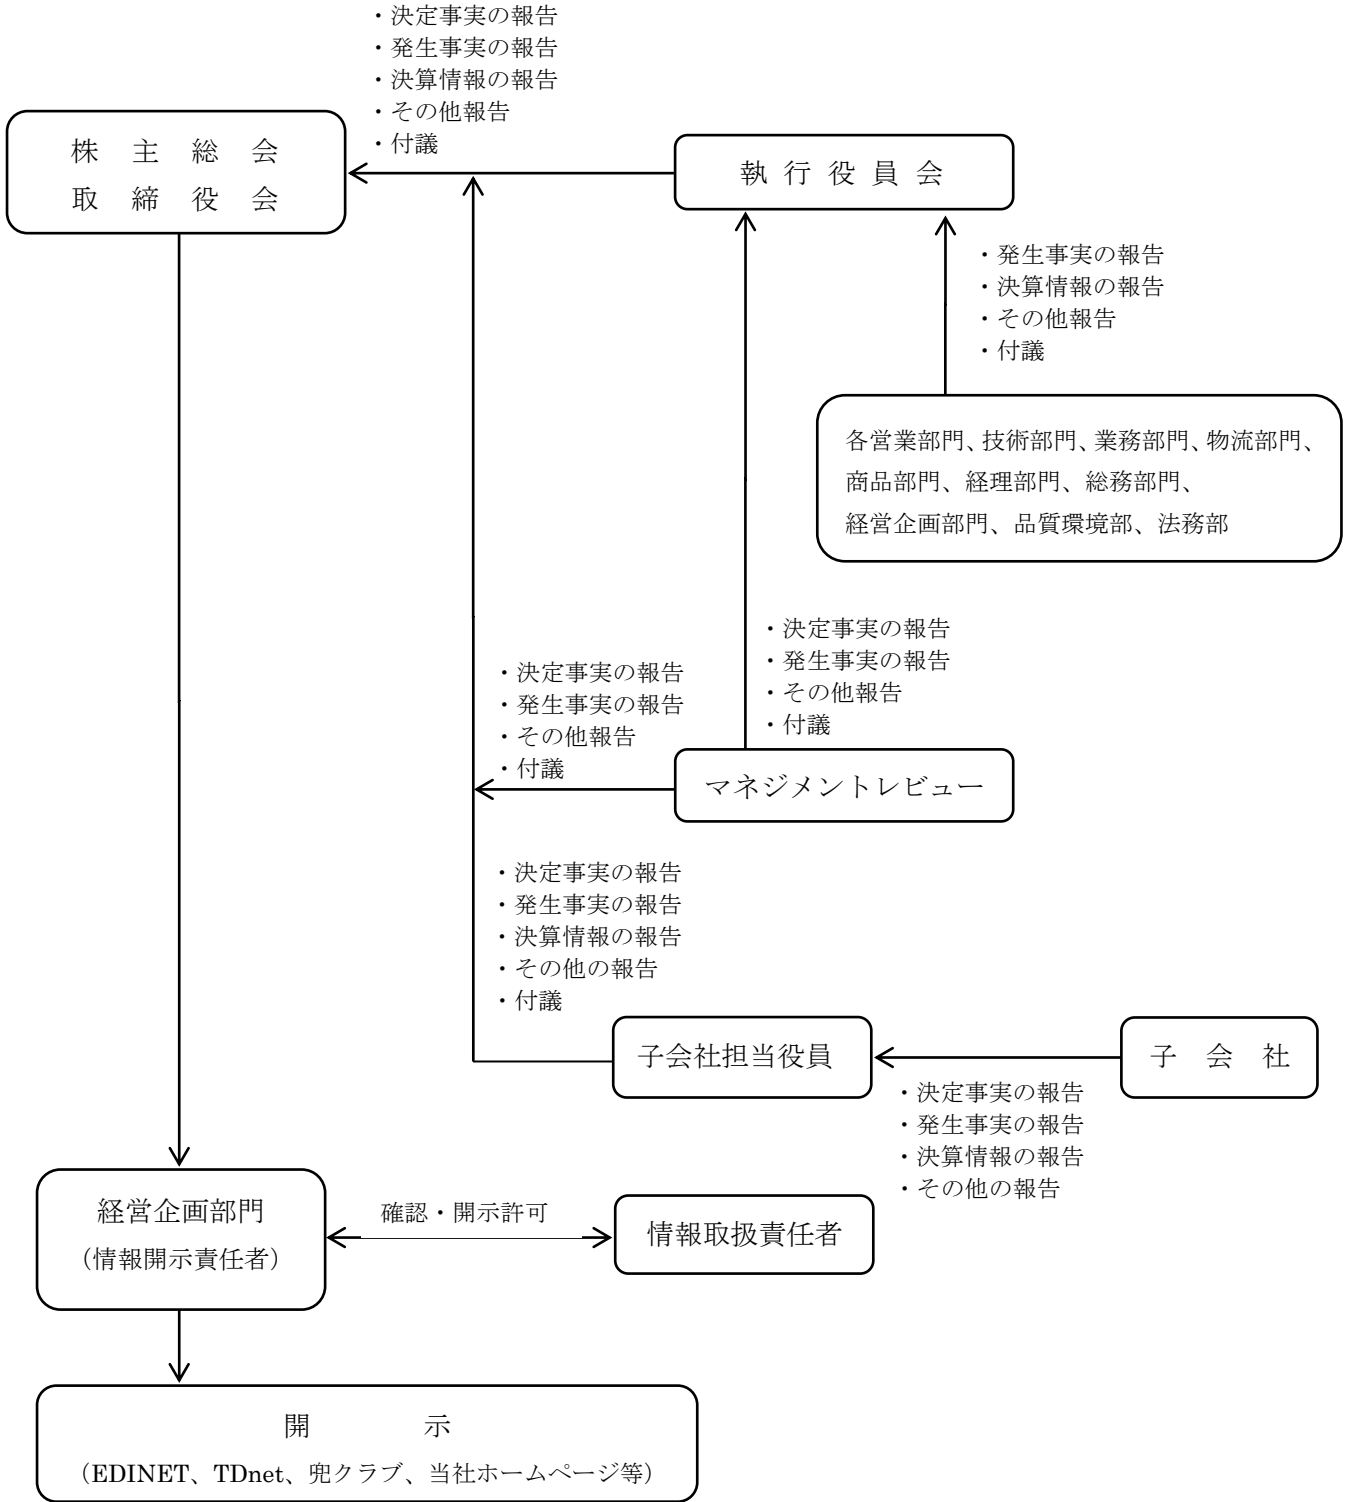 ・決定事実の報告
・発生事実の報告
・決算情報の報告
・その他報告
・付議
株 主 総 会
取 締 役 会
執 行 役 員 会
・発生事実の報告
・決算情報の報告
・その他報告
・付議
各営業部門、技術部門、業務部門、物流部門、
商品部門、経理部門、総務部門、
経営企画部門、品質環境部、法務部
・決定事実の報告
・発生事実の報告
・その他報告
・付議
・決定事実の報告
・発生事実の報告
・その他報告
・付議
マネジメントレビュー
・決定事実の報告
・発生事実の報告
・決算情報の報告
・その他の報告
・付議
子会社担当役員
子 会 社
・決定事実の報告
・発生事実の報告
・決算情報の報告
・その他の報告
経営企画部門
（情報開示責任者）
確認・開示許可
情報取扱責任者
開 示
（EDINET、TDnet、兜クラブ、当社ホームページ等）